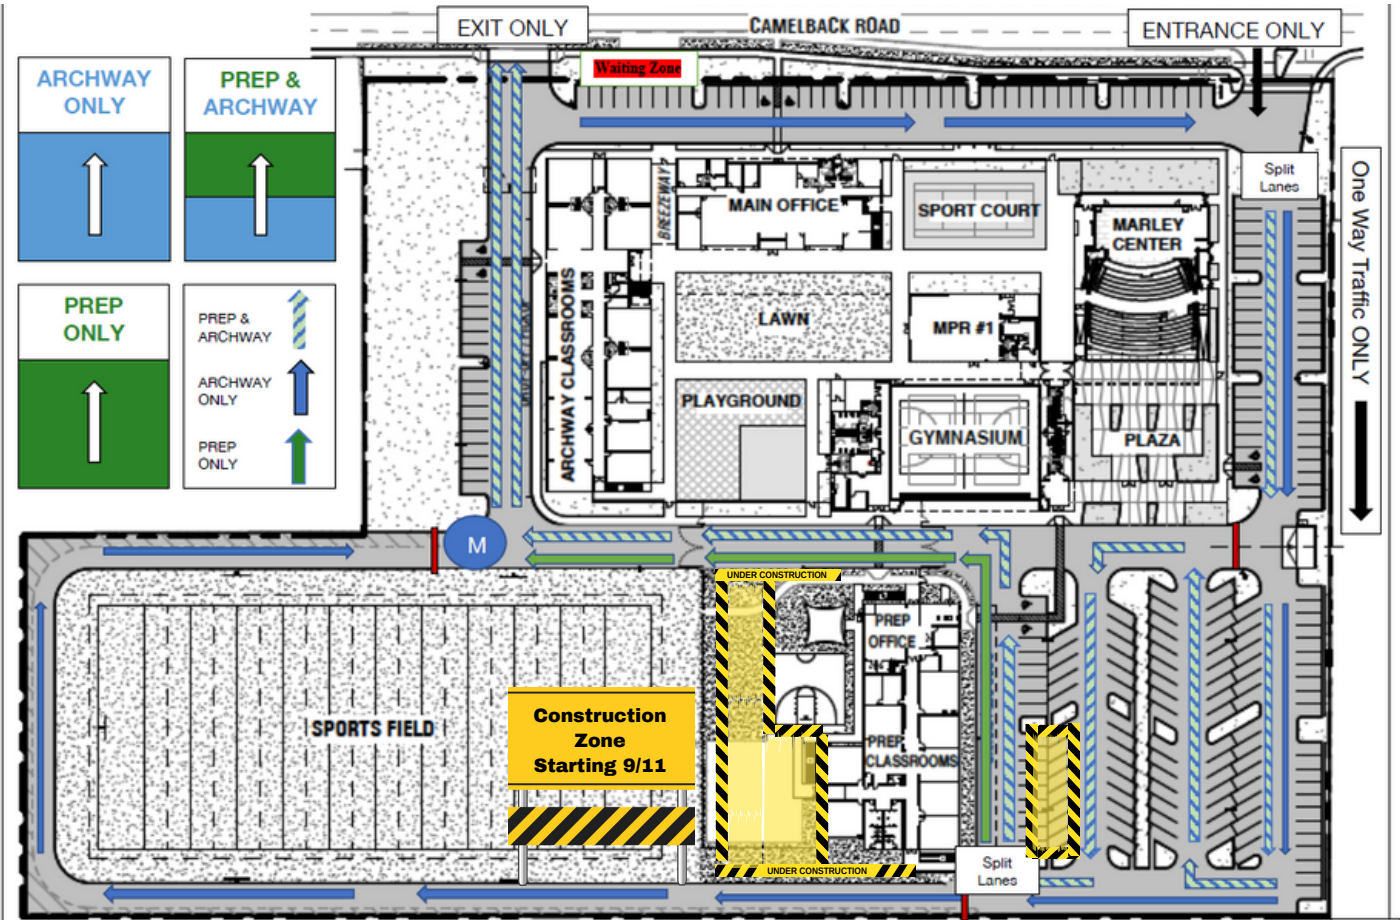 EXIT ONLY
CAMELBACK ROAD
ENTRANCE ONLY
Waiting Zone
ARCHWAY
ONLY
PREP &
ARCHWAY
Split
Lanes
One Way Traffic ONLY
BREEZEWAY
MAIN OFFICE
SPORT COURT
MARLEY
CENTER
ARCHWAY CLASSROOMS
LAWN
MPR #1
PREP
ONLY
PREP &
ARCHWAY
ARCHWAY
ONLY
PREP
ONLY
PLAYGROUND
GYMNASIUM
PLAZA
M
UNDER CONSTRUCTION
PREP
OFFICE
SPORTS FIELD
Construction
Zone
Starting 9/11
PREP
CLASSROOMS
UNDER CONSTRUCTION
Split
Lanes